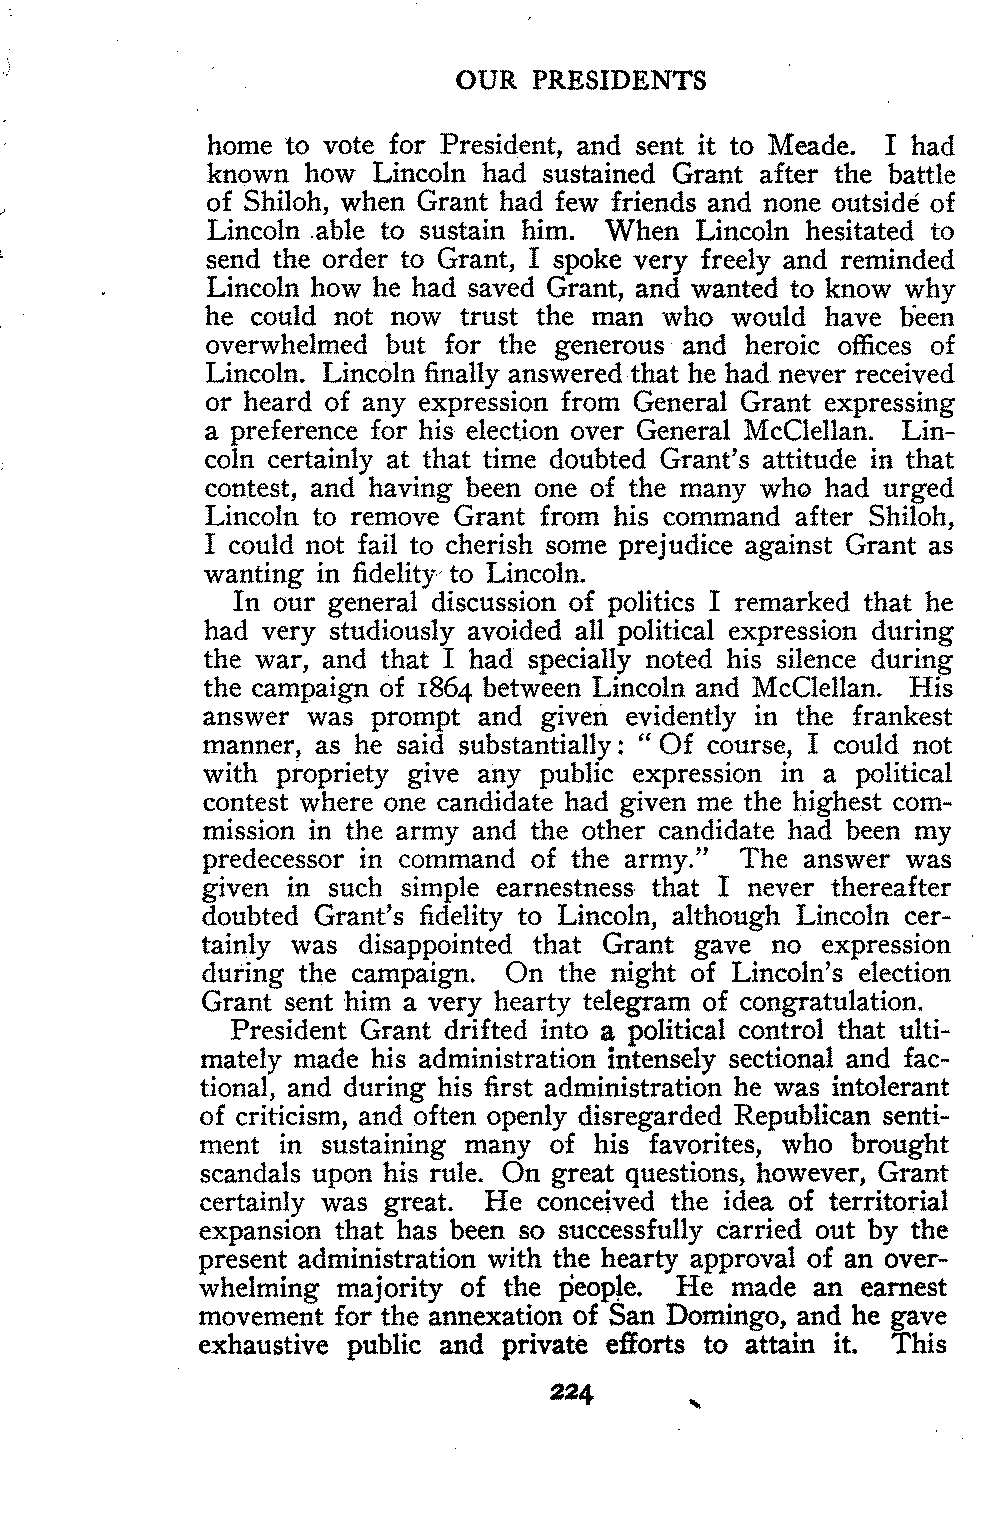 OUR PRESIDENTS
home to vote for President, and sent it to Meade. I had
known how Lincoln had sustained Grant after the battle
of Shiloh, when Grant had few friends and none outside of
Lincoln able to sustain him. When Lincoln hesitated to
send the order to Grant, I spoke very freely and reminded
Lincoln how he had saved Grant, and wanted to know why
he could not now trust the man who would have been
overwhelmed but for the generous and heroic offices of
Lincoln. Lincoln finally answered that he had never received
or heard of any expression from General Grant expressing
a preference for his election over General McClellan. Lin-
coln certainly at that time doubted Grant's attitude in that
contest, and having been one of the many who had urged
Lincoln to remove Grant from his command after Shiloh,
I could not fail to cherish some prejudice against Grant as
wanting in fidelity to Lincoln.
In our general discussion of politics I remarked that he
had very studiously avoided all political expression during
the war, and that I had specially noted his silence during
the campaign of 1864 between Lincoln and McClellan. His
answer was prompt and given evidently in the frankest
manner, as he said substantially: “ Of course, I could not
with propriety give any public expression in a political
contest where one candidate had given me the highest com-
mission in the army and the other candidate had been my
predecessor in command of the army.” The answer was
given in such simple earnestness that I never thereafter
doubted Grant's fidelity to Lincoln, although Lincoln cer-
tainly was disappointed that Grant gave no expression
during the campaign. On the night of Lincoln's election
Grant sent him a very hearty telegram of congratulation.
President Grant drifted into a political control that ulti-
mately made his administration intensely sectional and fac-
tional, and during his first administration he was intolerant
of criticism, and often openly disregarded Republican senti-
ment in sustaining many of his favorites, who brought
scandals upon his rule. On great questions, however, Grant
certainly was great. He conceived the idea of territorial
expansion that has been so successfully carried out by the
present administration with the hearty approval of an over-
whelming majority of the people. He made an earnest
movement for the annexation of San Domingo, and he gave
exhaustive public and private efforts to attain it. This
224